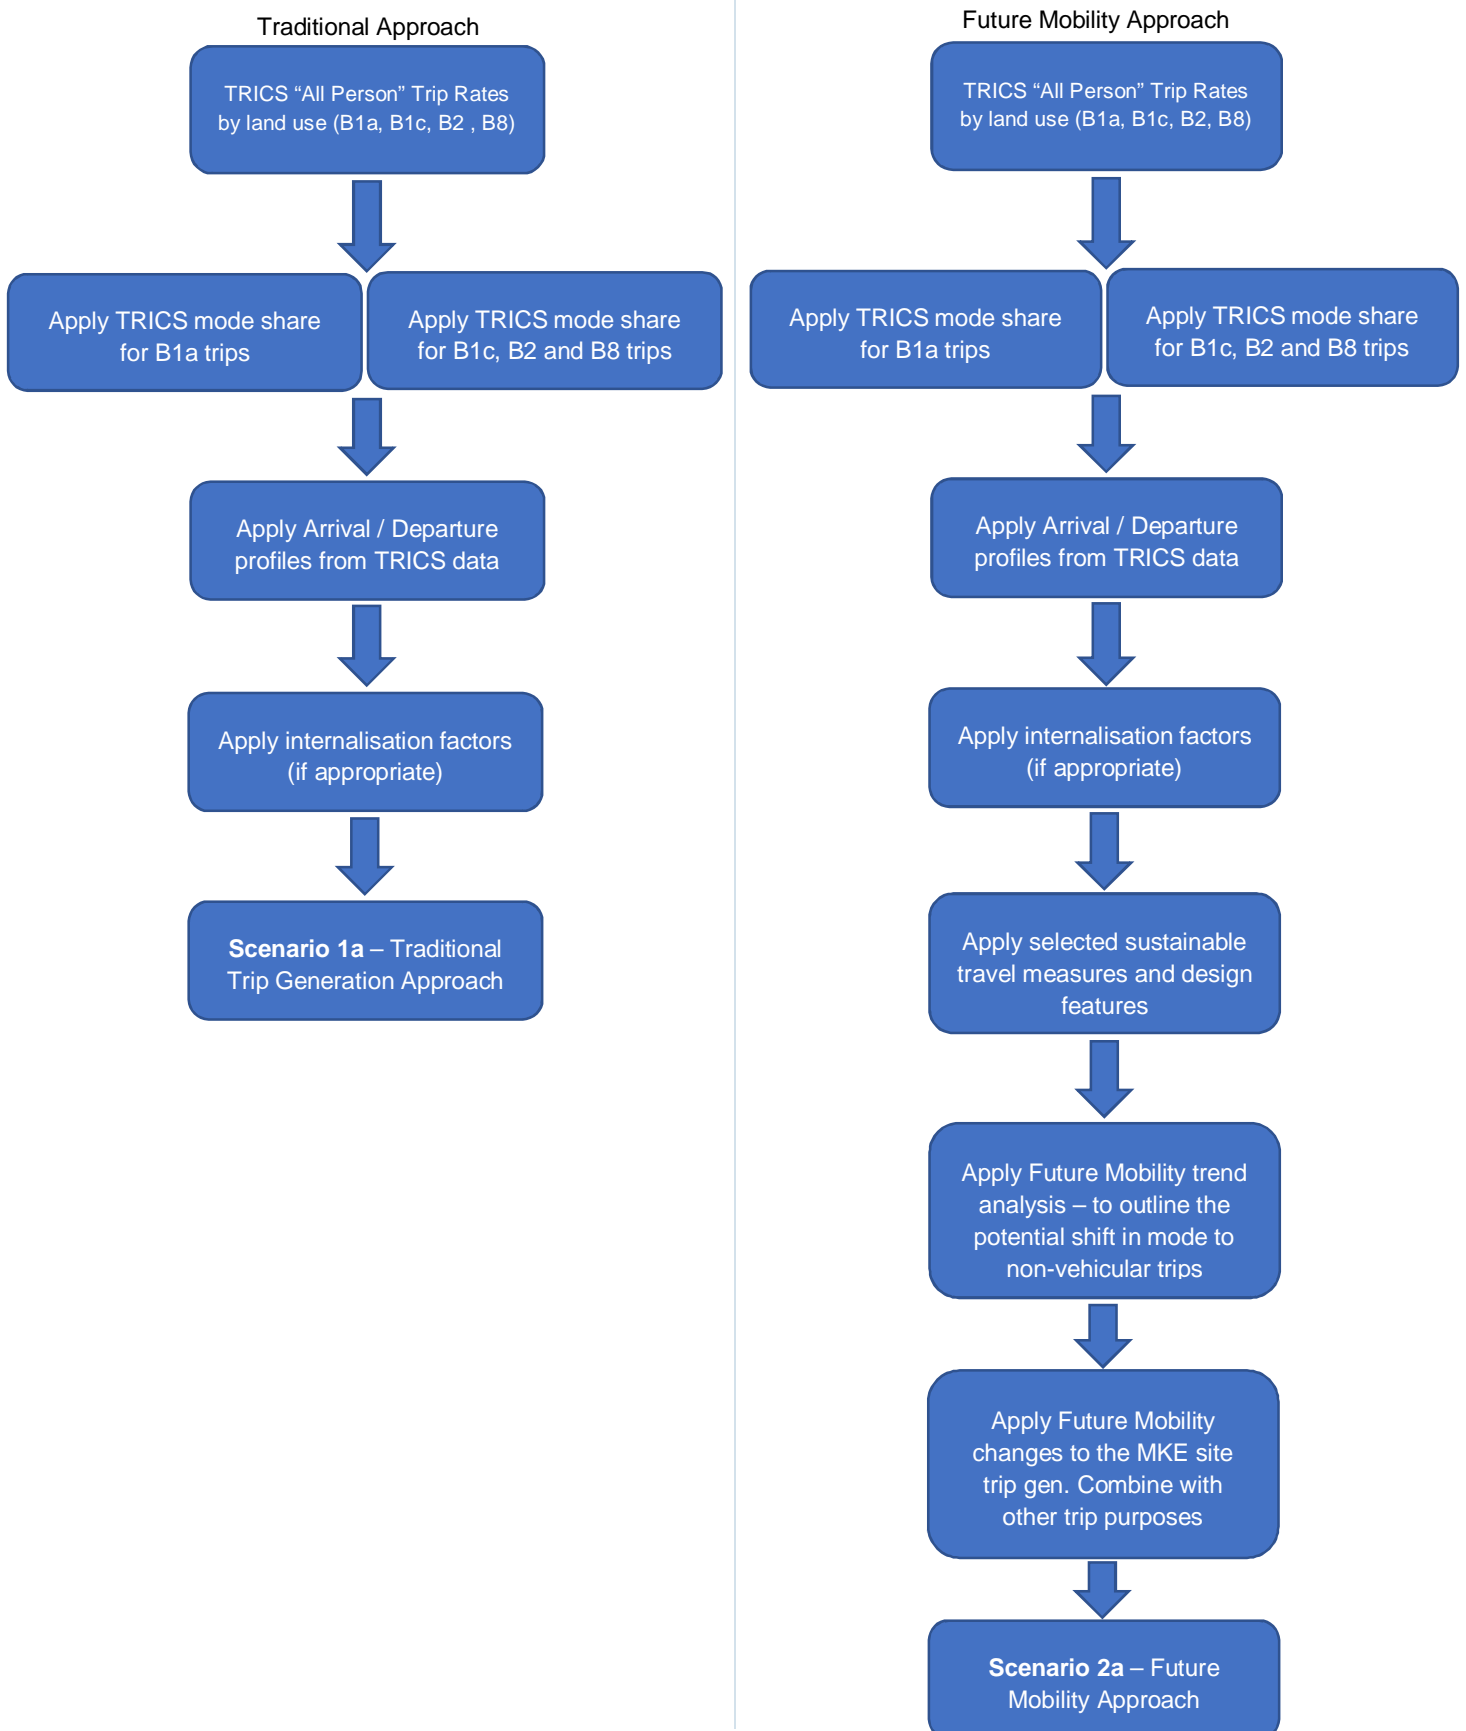 Traditional Approach
TRICS “All Person” Trip Rates
by land use (B1a, B1c, B2 , B8)
Apply TRICS mode share
for B1a trips
Apply TRICS mode share
for B1c, B2 and B8 trips
Apply Arrival / Departure
profiles from TRICS data
Apply internalisation factors
(if appropriate)
Scenario 1a – Traditional
Trip Generation Approach
Future Mobility Approach
TRICS “All Person” Trip Rates
by land use (B1a, B1c, B2, B8)
Apply TRICS mode share
for B1a trips
Apply TRICS mode share
for B1c, B2 and B8 trips
Apply Arrival / Departure
profiles from TRICS data
Apply internalisation factors
(if appropriate)
Apply selected sustainable
travel measures and design
features
Apply Future Mobility trend
analysis – to outline the
potential shift in mode to
non-vehicular trips
Apply Future Mobility
changes to the MKE site
trip gen. Combine with
other trip purposes
Scenario 2a – Future
Mobility Approach